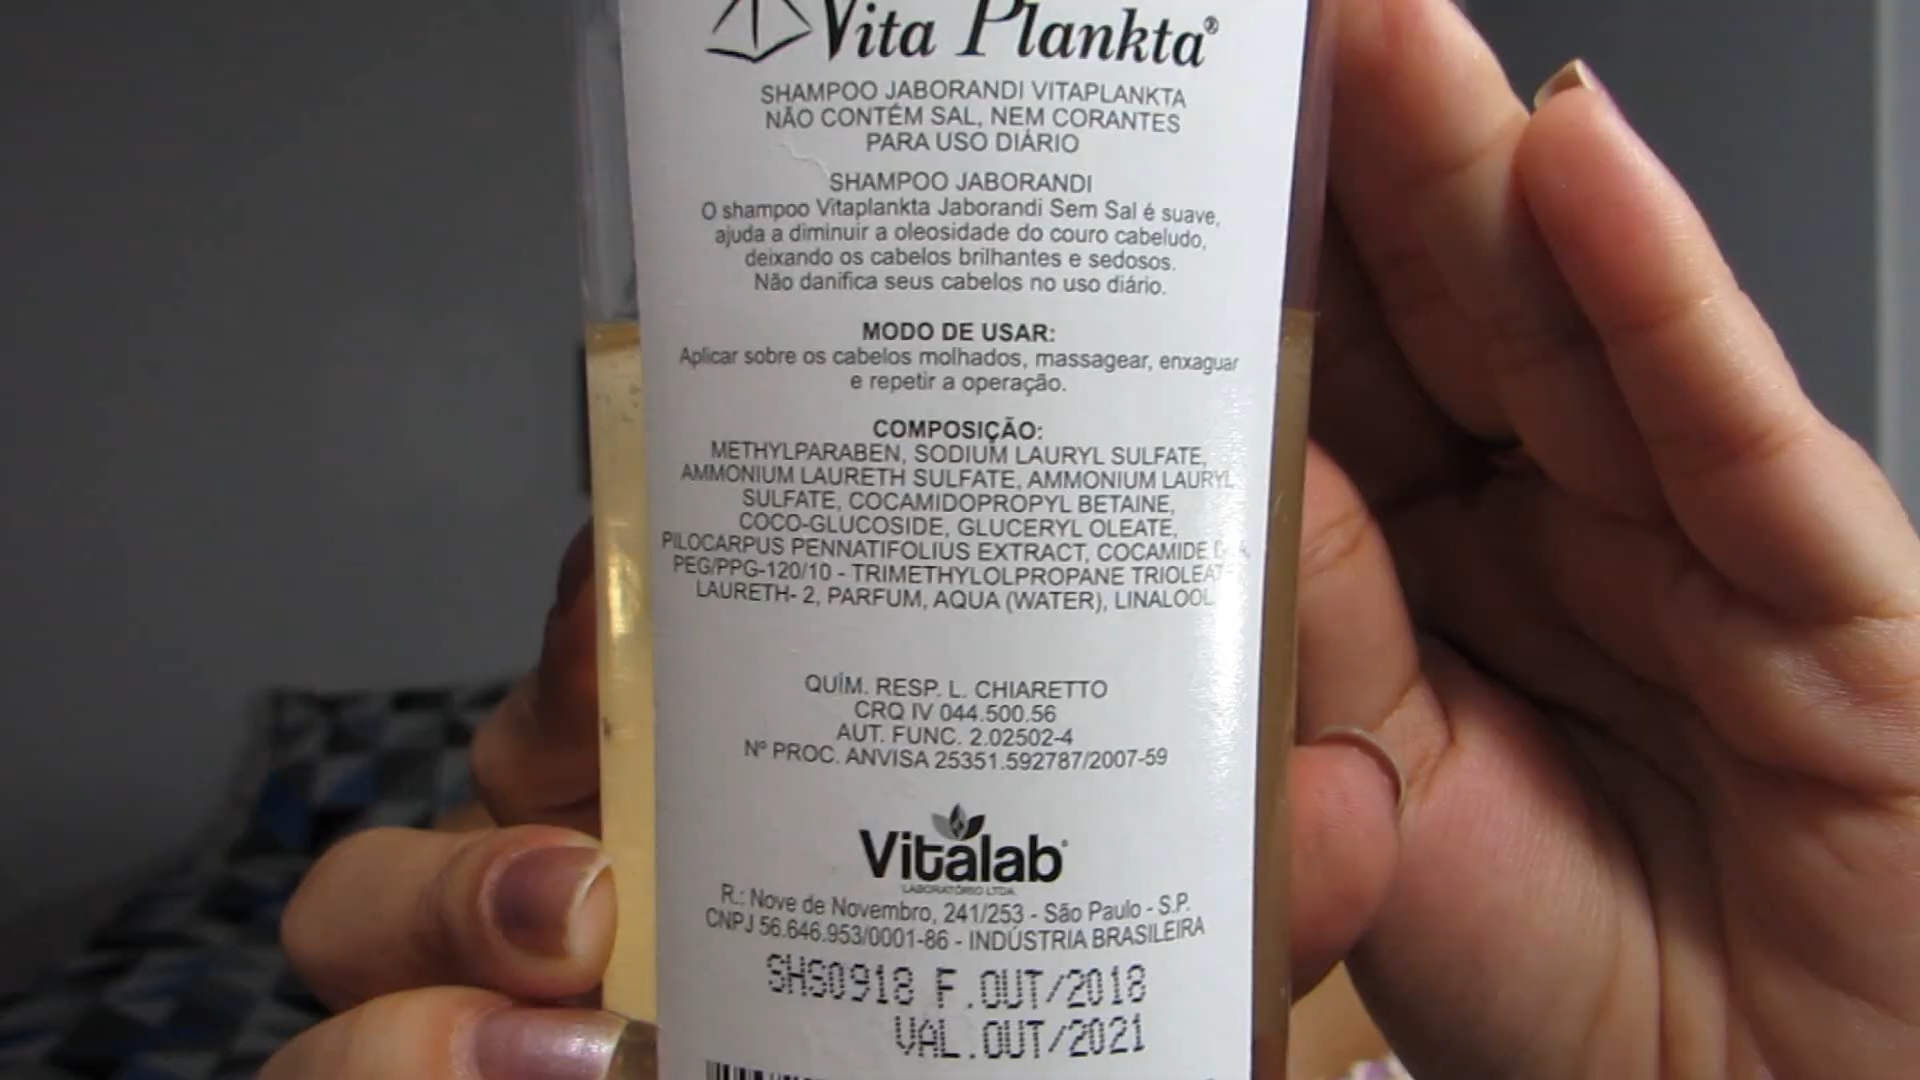 Vita Plankta®
SHAMPOO JABORANDI VITAPLANKTA
NÃO CONTÉM SAL, NEM CORANTES
PARA USO DIÁRIO
SHAMPOO JABORANDI
O shampoo Vitaplankta Jaborandi Sem Sal é suave,
ajuda a diminuir a oleosidade do couro cabeludo,
deixando os cabelos brilhantes e sedosos.
Não danifica seus cabelos no uso diário.
MODO DE USAR:
Aplicar sobre os cabelos molhados, massagear, enxaguar
e repetir a operação.
COMPOSIÇÃO:
METHYLPARABEN, SODIUM LAURYL SULFATE,
AMMONIUM LAURETH SULFATE, AMMONIUM LAURYL
SULFATE, COCAMIDOPROPYL BETAINE,
COCO-GLUCOSIDE, GLUCERYL OLEATE,
PILOCARPUS PENNATIFOLIUS EXTRACT, COCAMIDE
PEG/PPG-120/10 - TRIMETHYLOLPROPANE
LAURETH- 2, PARFUM, AQUA (WATER), LINALOOL
QUÍM. RESP. L. CHIARETTO
CRQ IV 044.500.56
AUT. FUNC. 2.02502-4
Nº PROC. ANVISA 25351.592787/2007-59
Vitalab
LABORATÓRIO LTDA
R.: Nove de Novembro, 241/253 - São Paulo - S.P.
CNPJ 56.646.953/0001-86 - INDÚSTRIA BRASILEIRA
SHS0918 F.OUT/2018
VAL.OUT/2021